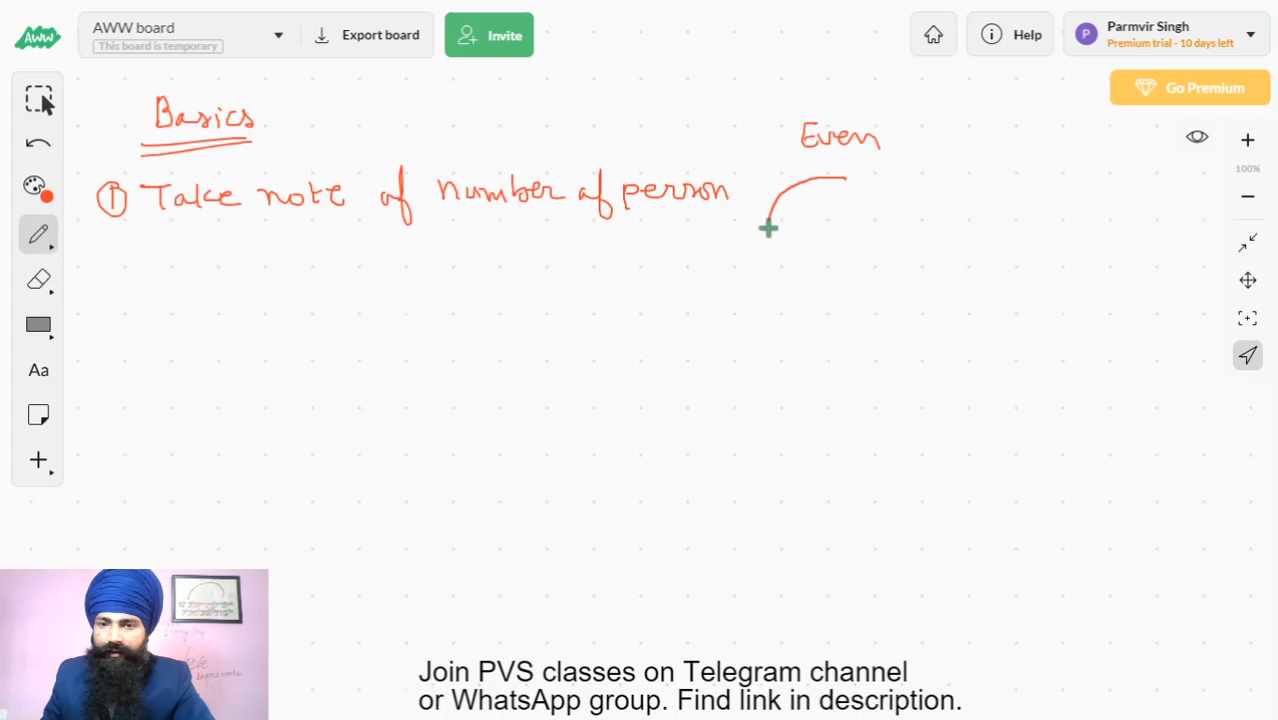 AWW
AWW board
This board is temporary
Export board
Invite
Help
P
Parmvir Singh
Premium trial - 10 days left
Go Premium
Basics
Even
① Take note of number of person
100%
Aa
Join PVS classes on Telegram channel
or WhatsApp group. Find link in description.